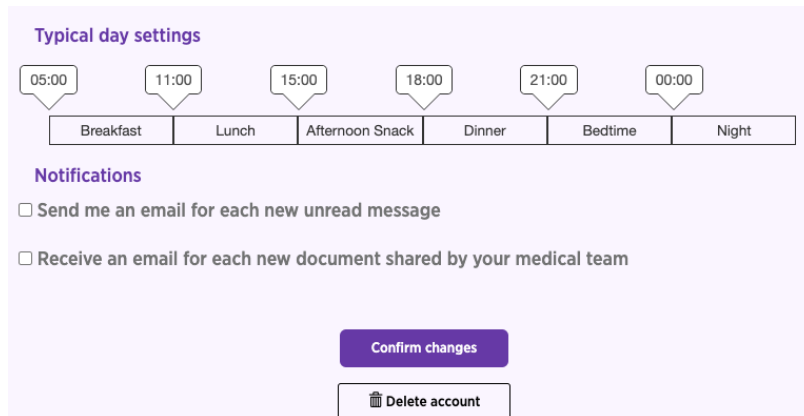 Typical day settings
05:00 11:00 15:00 18:00 21:00 00:00
Breakfast Lunch Afternoon Snack Dinner Bedtime Night
Notifications
Send me an email for each new unread message
Receive an email for each new document shared by your medical team
Confirm changes
Delete account